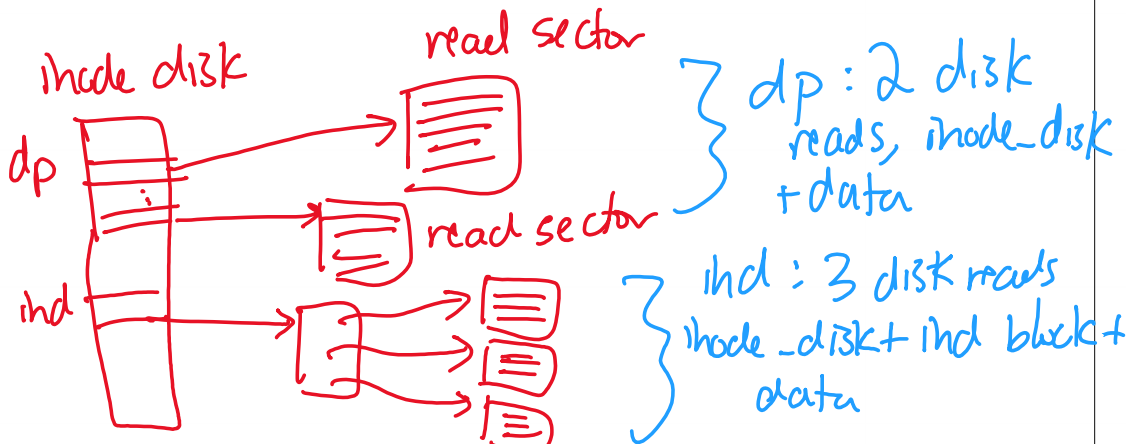 read sector
inode disk
dp
dp : 2 disk
reads, inode_disk
+ data
read sector
ind
ind : 3 disk reads
inode_disk + ind block +
data